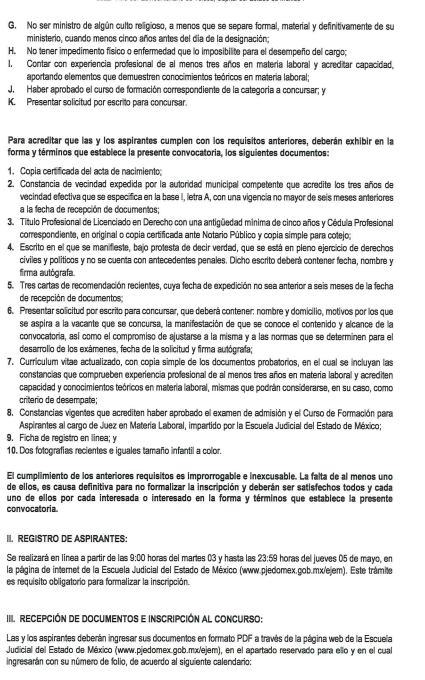 G. No ser ministro de algún culto religioso, a menos que se separe formal, material y definitivamente de su
ministerio, cuando menos cinco años antes del día de la designación;
H. No tener impedimento físico o enfermedad que lo imposibilite para el desempeño del cargo;
I. Contar con experiencia profesional de al menos tres años en materia laboral y acreditar capacidad,
aportando elementos que demuestren conocimientos teóricos en materia laboral;
J. Haber aprobado el curso de formación correspondiente de la categoría a concursar; y
K. Presentar solicitud por escrito para concursar.
Para acreditar que las y los aspirantes cumplen con los requisitos anteriores, deberán exhibir en la
forma y términos que establece la presente convocatoria, los siguientes documentos:
1. Copia certificada del acta de nacimiento;
2. Constancia de vecindad expedida por la autoridad municipal competente que acredite los tres años de
vecindad efectiva que se especifica en la base I, letra A, con una vigencia no mayor de seis meses anteriores
a la fecha de recepción de documentos;
3. Título Profesional de Licenciado en Derecho con una antigüedad mínima de cinco años y Cédula Profesional
correspondiente, en original o copia certificada ante Notario Público y copia simple para cotejo;
4. Escrito en el que se manifieste, bajo protesta de decir verdad, que se está en pleno ejercicio de derechos
civiles y políticos y no se cuenta con antecedentes penales. Dicho escrito deberá contener fecha, nombre y
firma autógrafa.
5. Tres cartas de recomendación recientes, cuya fecha de expedición no sea anterior a seis meses de la fecha
de recepción de documentos;
6. Presentar solicitud por escrito para concursar, que deberá contener: nombre y domicilio, motivos por los que
se aspira a la vacante que se concursa, la manifestación de que se conoce el contenido y alcance de la
convocatoria, así como el compromiso de ajustarse a la misma y a las normas que se determinen para el
desarrollo de los exámenes, fecha de la solicitud y firma autógrafa;
7. Currículum vitae actualizado, con copia simple de los documentos probatorios, en el cual se incluyan las
constancias que comprueben experiencia profesional de al menos tres años en materia laboral y acrediten
capacidad y conocimientos teóricos en materia laboral, mismas que podrán considerarse, en su caso, como
criterio de desempate;
8. Constancias vigentes que acrediten haber aprobado el examen de admisión y el Curso de Formación para
Aspirantes al cargo de Juez en Materia Laboral, impartido por la Escuela Judicial del Estado de México;
9. Ficha de registro en línea; y
10. Dos fotografías recientes e iguales tamaño infantil a color.
El cumplimiento de los anteriores requisitos es improrrogable e inexcusable. La falta de al menos uno
de ellos, es causa definitiva para no formalizar la inscripción y deberán ser satisfechos todos y cada
uno de ellos por cada interesada o interesado en la forma y términos que establece la presente
convocatoria.
II. REGISTRO DE ASPIRANTES:
Se realizará en línea a partir de las 9:00 horas del martes 03 y hasta las 23:59 horas del jueves 05 de mayo, en
la página de internet de la Escuela Judicial del Estado de México (www.pjedomex.gob.mx/ejem). Este trámite
es requisito obligatorio para formalizar la inscripción.
III. RECEPCIÓN DE DOCUMENTOS E INSCRIPCIÓN AL CONCURSO:
Las y los aspirantes deberán ingresar sus documentos en formato PDF a través de la página web de la Escuela
Judicial del Estado de México (www.pjedomex.gob.mx/ejem), en el apartado reservado para ello y en el cual
ingresarán con su número de folio, de acuerdo al siguiente calendario: